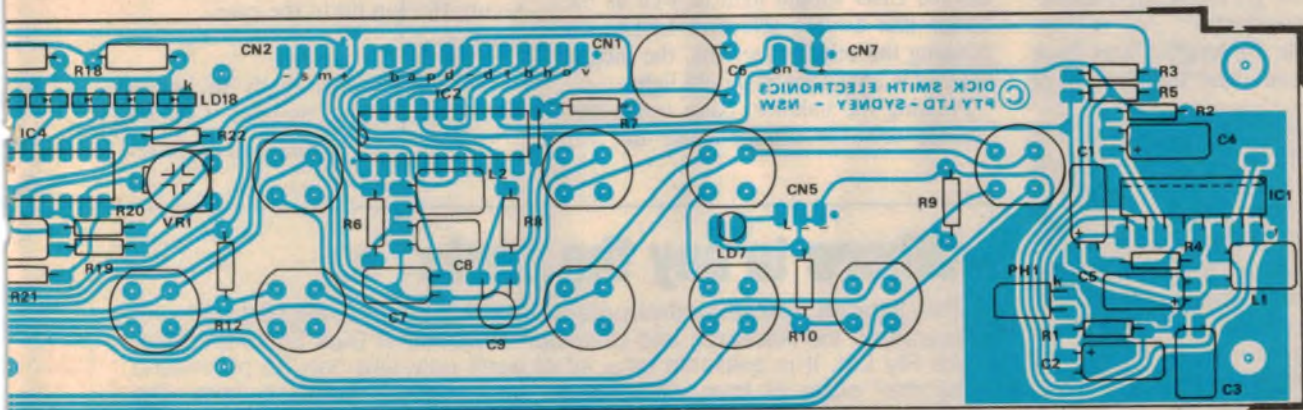 CN2
CN1
CN7
C6
R18
- s m +
b a p d - d t b h o v
on - +
R3
k
LD18
IC2
R7
© DICK SMITH ELECTRONICS
PTY LTD - SYDNEY - NSW
R5
R2
IC4
R22
C4
C1
L2
CN5
IC1
R20
VR1
R6
R8
R9
R19
LD7
R4
C8
PH1
k
C5
L1
R21
C7
R12
C9
R10
R1
C2
C3